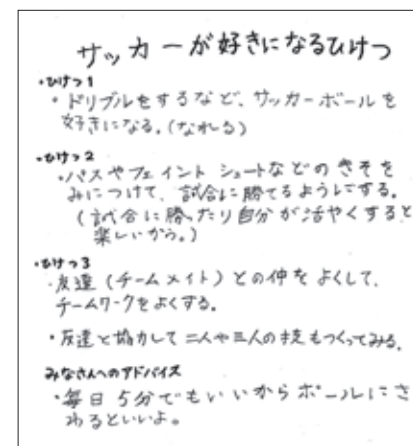 サッカーが好きになるひけつ
・ひけつ1
・ドリブルをするなど、サッカーボールを
好きになる。(なれる)
・ひけつ2
・パスやフェイント シュートなどの きそを
みにつけて、試合に勝てるようにする。
(試合に勝ったり自分が活やくすると
楽しいから。)
・ひけつ3
・友達(チームメイト)との仲をよくして、
チームワークをよくする。
・友達と協力して二人や三人の技もつくってみる。
みなさんへのアドバイス
・毎日5分でもいいからボールにさ
わるといいよ。